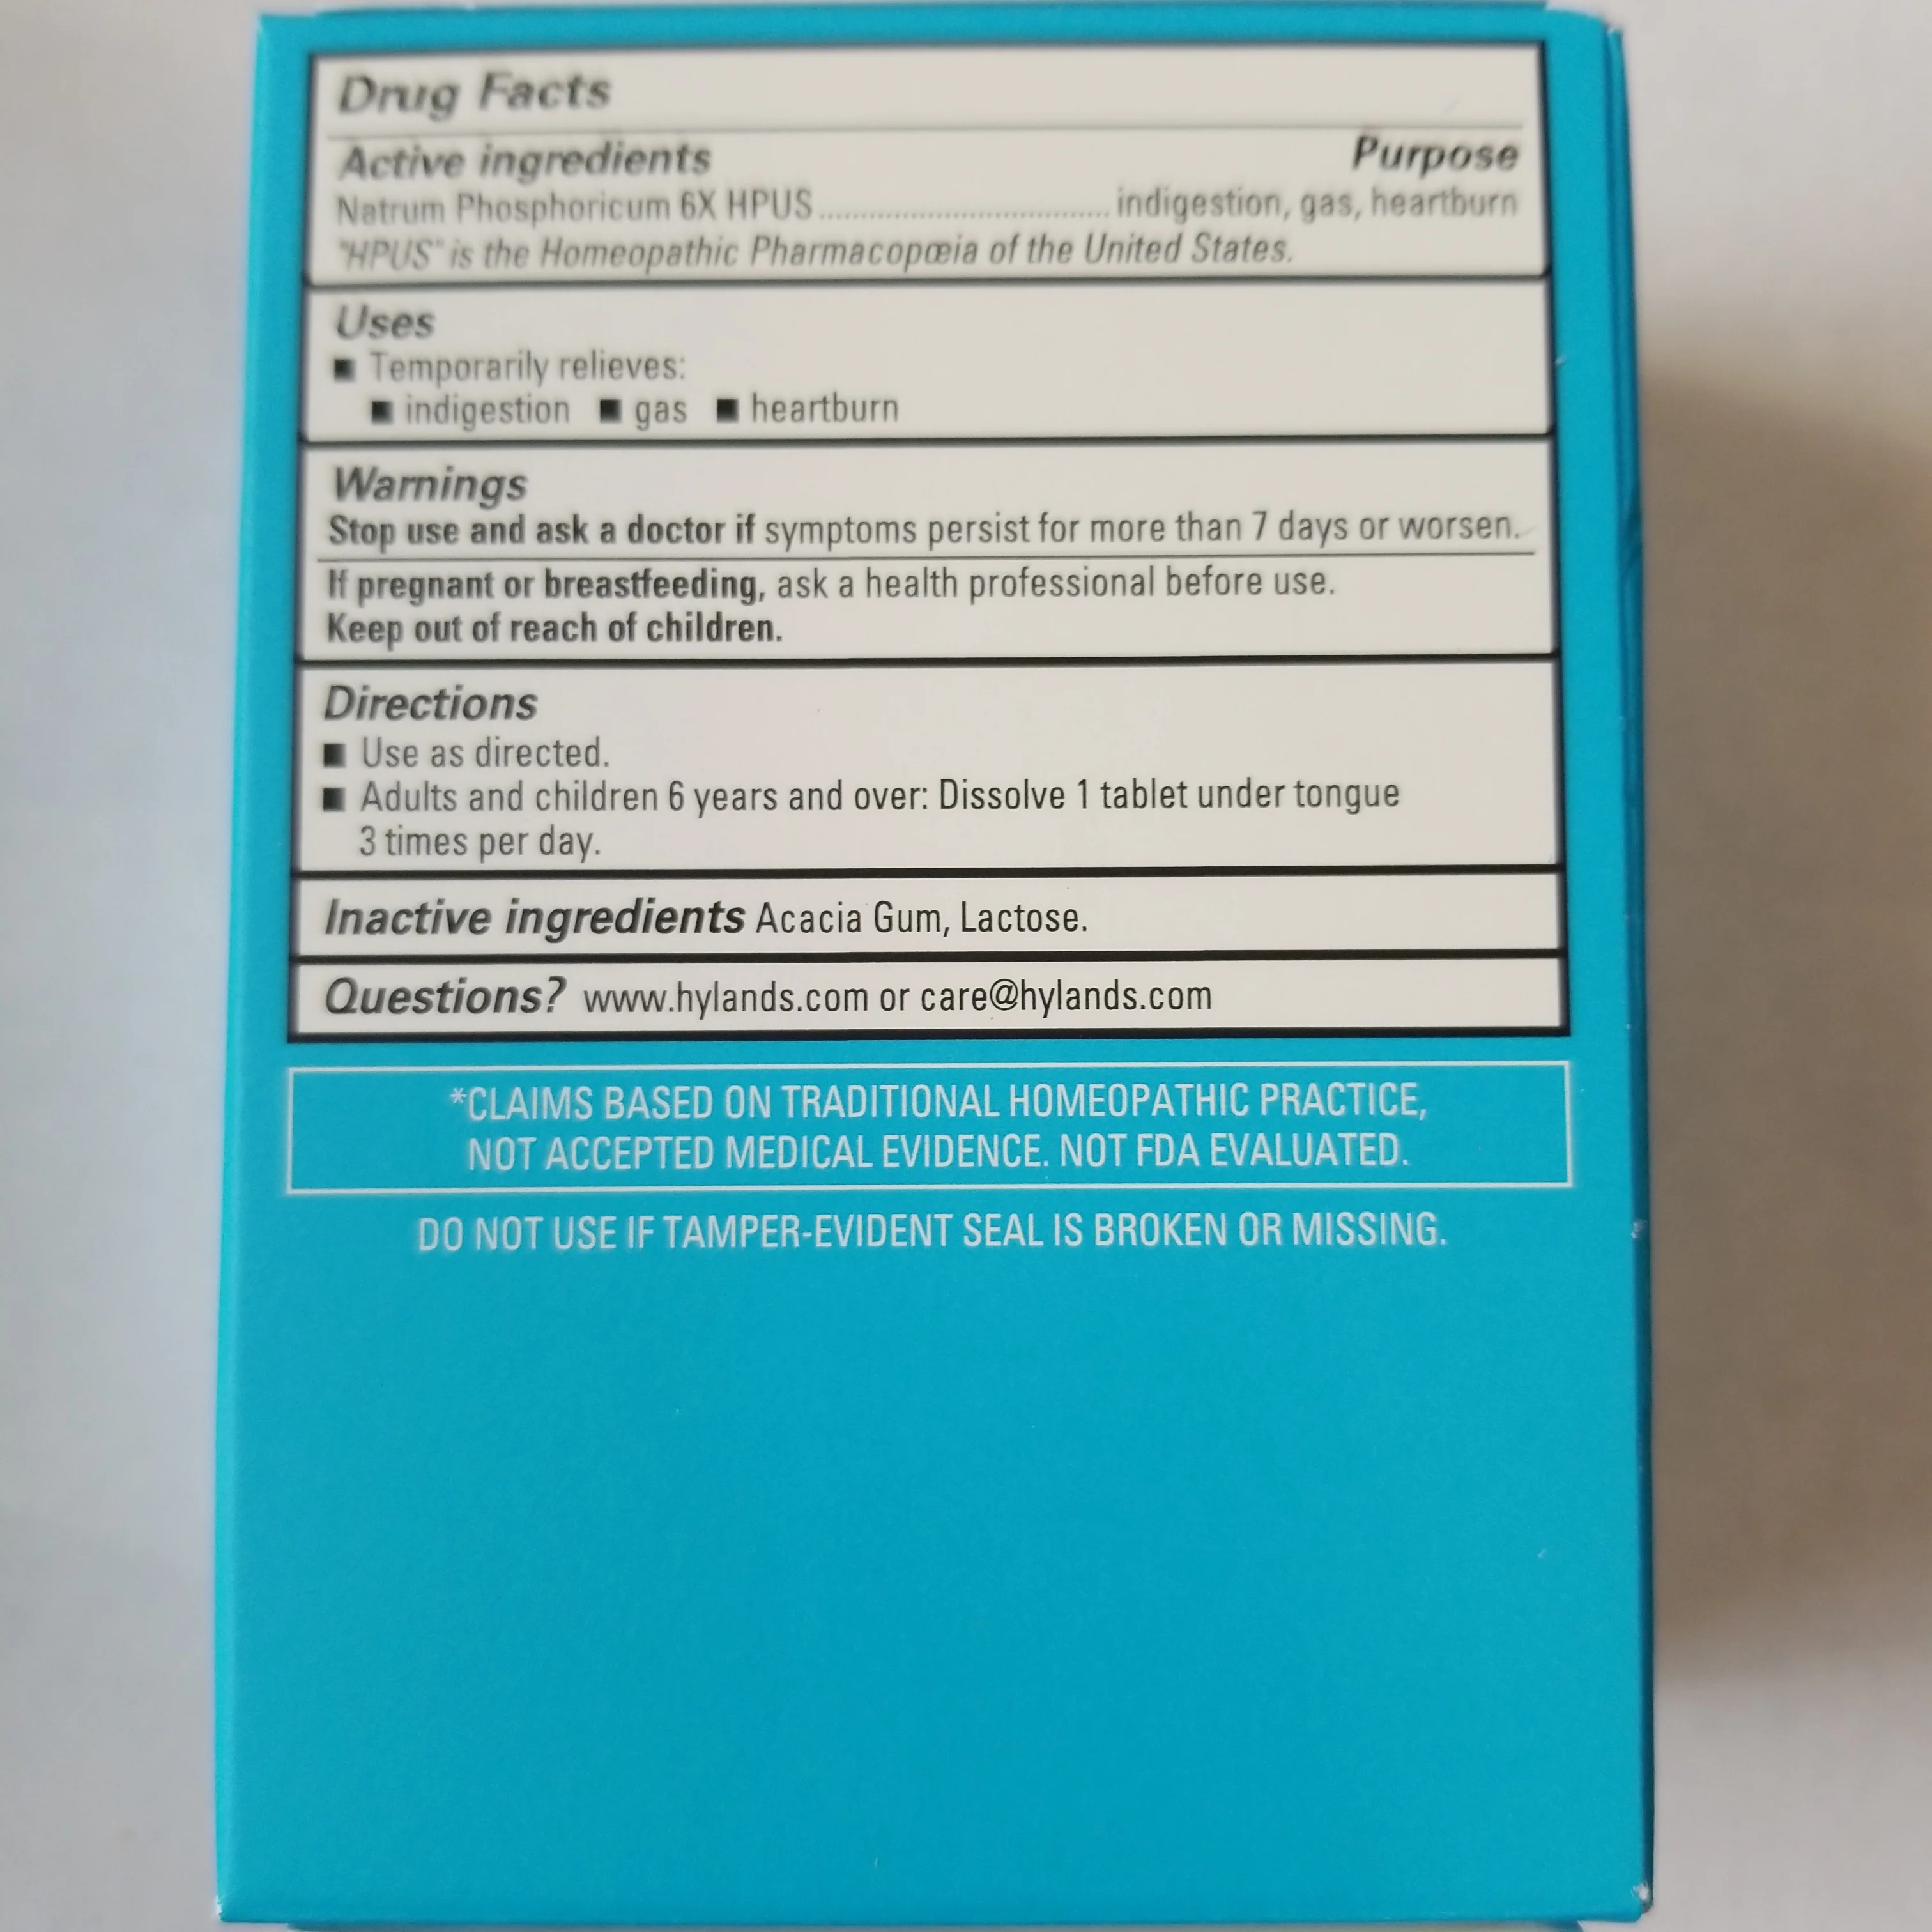 Drug Facts
Active ingredients Purpose
Natrum Phosphoricum 6X HPUS .................................. indigestion, gas, heartburn
"HPUS" is the Homeopathic Pharmacopœia of the United States.
Uses
■ Temporarily relieves:
■ indigestion ■ gas ■ heartburn
Warnings
Stop use and ask a doctor if symptoms persist for more than 7 days or worsen.
If pregnant or breastfeeding, ask a health professional before use.
Keep out of reach of children.
Directions
■ Use as directed.
■ Adults and children 6 years and over: Dissolve 1 tablet under tongue
3 times per day.
Inactive ingredients Acacia Gum, Lactose.
Questions? www.hylands.com or care@hylands.com
*CLAIMS BASED ON TRADITIONAL HOMEOPATHIC PRACTICE,
NOT ACCEPTED MEDICAL EVIDENCE. NOT FDA EVALUATED.
DO NOT USE IF TAMPER-EVIDENT SEAL IS BROKEN OR MISSING.